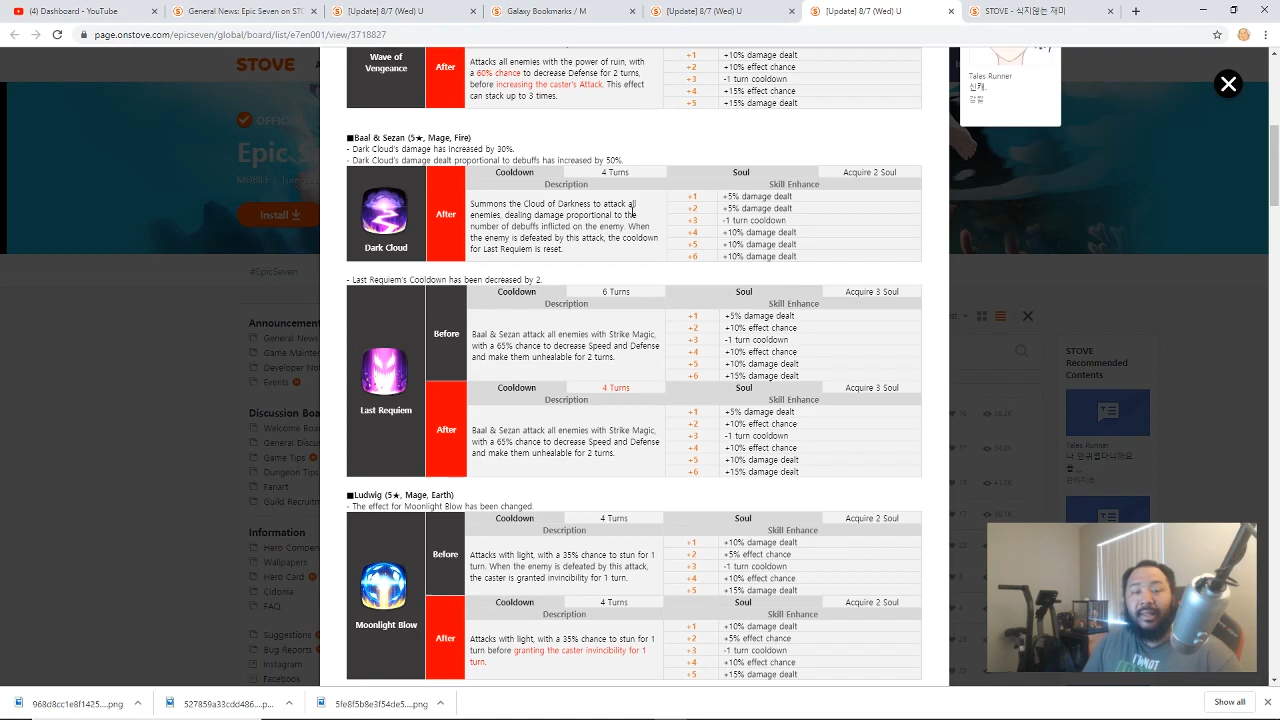 (4) Dashboard - YouTube
General News: Epic Seven - ST
[Update] 8/7 (Wed) U
Galaxy Bookmarks / M
[Update] 8/7 (Wed) U
[Update] 8/7 (Wed) U
page.onstove.com/epicseven/global/board/list/e7en001/view/3718827
STOVE
OFFICI
Epic S
Install
#EpicSeven
Announcement
General News
Game Mainten
Developer Not
Events
Discussion Boa
Welcome Boar
General Discus
Game Tips
Dungeon Tips
Fanart
Guild Recruitm
Information
Hero Compen
Wallpapers
Hero Card
Cidonia
FAQ
Suggestions
Bug Reports
Instagram
Facebook
Wave of
Vengeance
After
Attacks all enemies with the power of ruin, with
a 60% chance to decrease Defense for 2 turns,
before increasing the caster's Attack. This effect
can stack up to 3 times.
+1 +10% damage dealt
+2 +10% effect chance
+3 -1 turn cooldown
+4 +15% effect chance
+5 +15% damage dealt
■Baal & Sezan (5★, Mage, Fire)
- Dark Cloud's damage has increased by 30%.
- Dark Cloud's damage dealt proportional to debuffs has increased by 50%.
Dark Cloud
After
Cooldown 4 Turns Soul Acquire 2 Soul
Description Skill Enhance
Summons the Cloud of Darkness to attack all
enemies, dealing damage proportional to the
number of debuffs inflicted on the enemy. When
the enemy is defeated by this attack, the cooldown
for Last Requiem is reset.
+1 +5% damage dealt
+2 +5% damage dealt
+3 -1 turn cooldown
+4 +10% damage dealt
+5 +10% damage dealt
+6 +10% damage dealt
- Last Requiem's Cooldown has been decreased by 2.
Last Requiem
Before
Cooldown 6 Turns Soul Acquire 3 Soul
Description Skill Enhance
Baal & Sezan attack all enemies with Strike Magic,
with a 65% chance to decrease Speed and Defense
and make them unhealable for 2 turns.
+1 +5% damage dealt
+2 +10% effect chance
+3 -1 turn cooldown
+4 +10% effect chance
+5 +10% damage dealt
+6 +15% damage dealt
After
Cooldown 4 Turns Soul Acquire 3 Soul
Description Skill Enhance
Baal & Sezan attack all enemies with Strike Magic,
with a 65% chance to decrease Speed and Defense
and make them unhealable for 2 turns.
+1 +5% damage dealt
+2 +10% effect chance
+3 -1 turn cooldown
+4 +10% effect chance
+5 +10% damage dealt
+6 +15% damage dealt
■Ludwig (5★, Mage, Earth)
- The effect for Moonlight Blow has been changed.
Moonlight Blow
Before
Cooldown 4 Turns Soul Acquire 2 Soul
Description Skill Enhance
Attacks with light, with a 35% chance to stun for 1
turn. When the enemy is defeated by this attack,
the caster is granted invincibility for 1 turn.
+1 +10% damage dealt
+2 +5% effect chance
+3 -1 turn cooldown
+4 +10% effect chance
+5 +15% damage dealt
After
Cooldown 4 Turns Soul Acquire 2 Soul
Description Skill Enhance
Attacks with light, with a 35% chance to stun for 1
turn before granting the caster invincibility for 1
turn.
+1 +10% damage dealt
+2 +5% effect chance
+3 -1 turn cooldown
+4 +10% effect chance
+5 +15% damage dealt
Tales Runner
신캐.
STOVE
Recommended
Contents
Tales Runner
968d8cc1e8f1425....png
527859a33cdd486....p...
5fe8f5b8e3f54de5....png
Show all